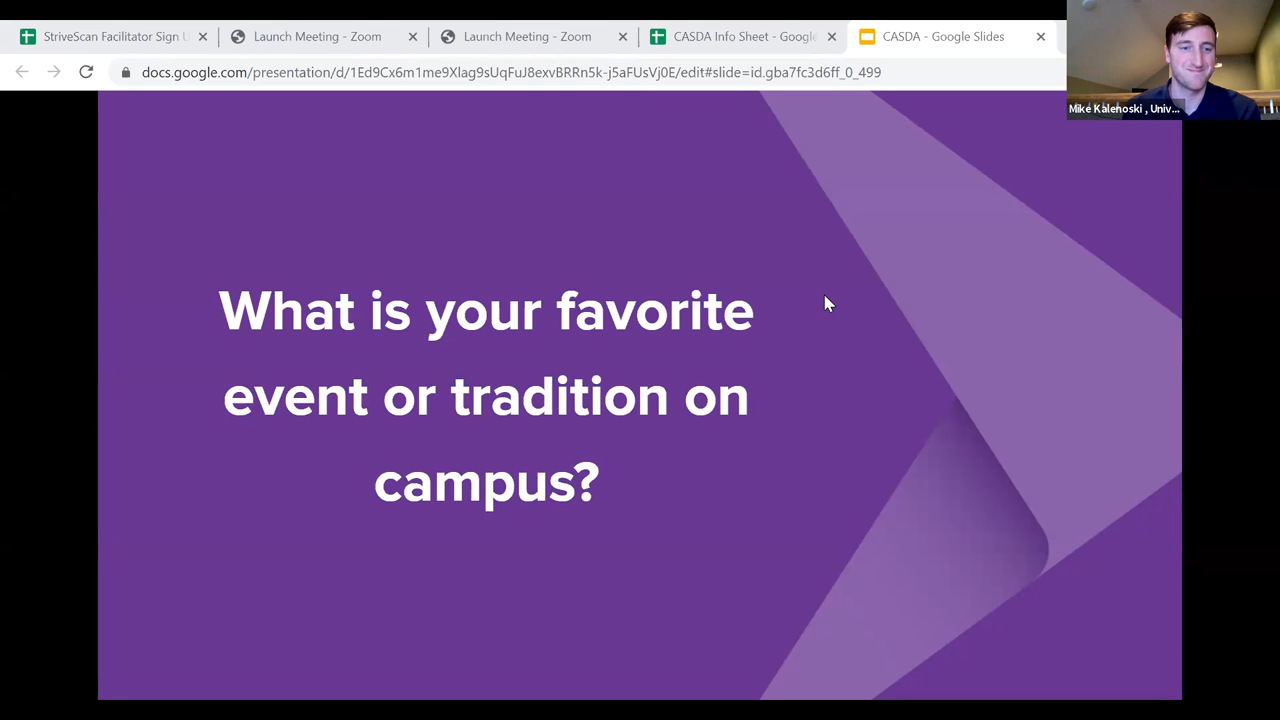 StriveScan Facilitator Sign U
Launch Meeting - Zoom
Launch Meeting - Zoom
CASDA Info Sheet - Google
CASDA - Google Slides
docs.google.com/presentation/d/1Ed9Cx6m1me9Xlag9sUqFuJ8exvBRRn5k-j5aFUsVj0E/edit#slide=id.gba7fc3d6ff_0_499
Mike Kalenoski , Univ...
What is your favorite
event or tradition on
campus?